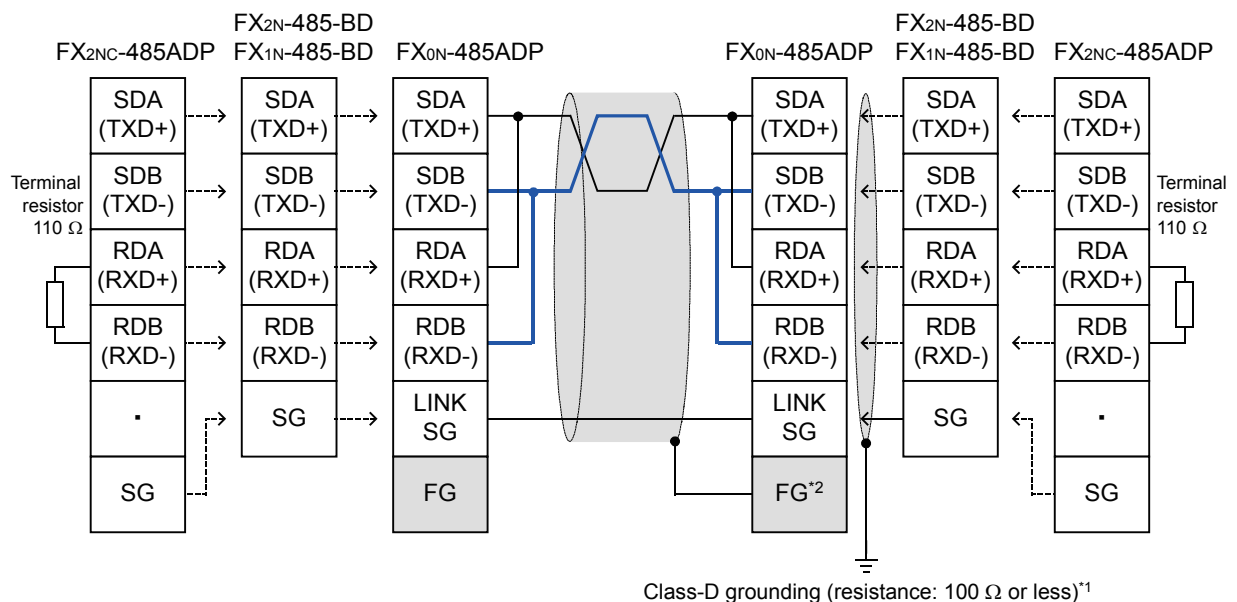 FX2N-485-BD
FX2N-485-BD
FX2NC-485ADP
FX1N-485-BD
FX0N-485ADP
FX0N-485ADP
FX1N-485-BD
FX2NC-485ADP
SDA
(TXD+)
SDB
(TXD-)
RDA
(RXD+)
RDB
(RXD-)
.
SG
Terminal
resistor
110 Ω
SDA
(TXD+)
SDB
(TXD-)
RDA
(RXD+)
RDB
(RXD-)
SG
SDA
(TXD+)
SDB
(TXD-)
RDA
(RXD+)
RDB
(RXD-)
LINK
SG
FG
SDA
(TXD+)
SDB
(TXD-)
RDA
(RXD+)
RDB
(RXD-)
LINK
SG
FG*2
SDA
(TXD+)
SDB
(TXD-)
RDA
(RXD+)
RDB
(RXD-)
SG
SDA
(TXD+)
SDB
(TXD-)
RDA
(RXD+)
RDB
(RXD-)
.
SG
Terminal
resistor
110 Ω
Class-D grounding (resistance: 100 Ω or less)*1